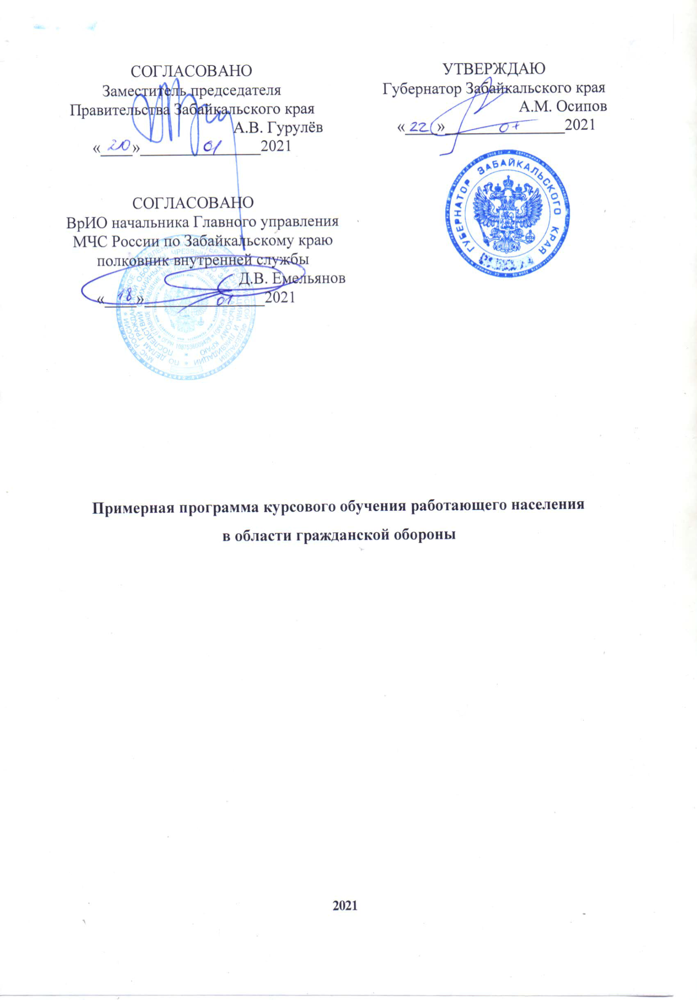 СОГЛАСОВАНО
Заместитель председателя
Правительства Забайкальского края
А.В. Гурулёв
«20» 01 2021
СОГЛАСОВАНО
ВрИО начальника Главного управления
МЧС России по Забайкальскому краю
полковник внутренней службы
Д.В. Емельянов
«18» 01 2021
УТВЕРЖДАЮ
Губернатор Забайкальского края
А.М. Осипов
«22» 2021
ГУБЕРНАТОР ЗАБАЙКАЛЬСКОГО КРАЯ
Примерная программа курсового обучения работающего населения
в области гражданской обороны
2021